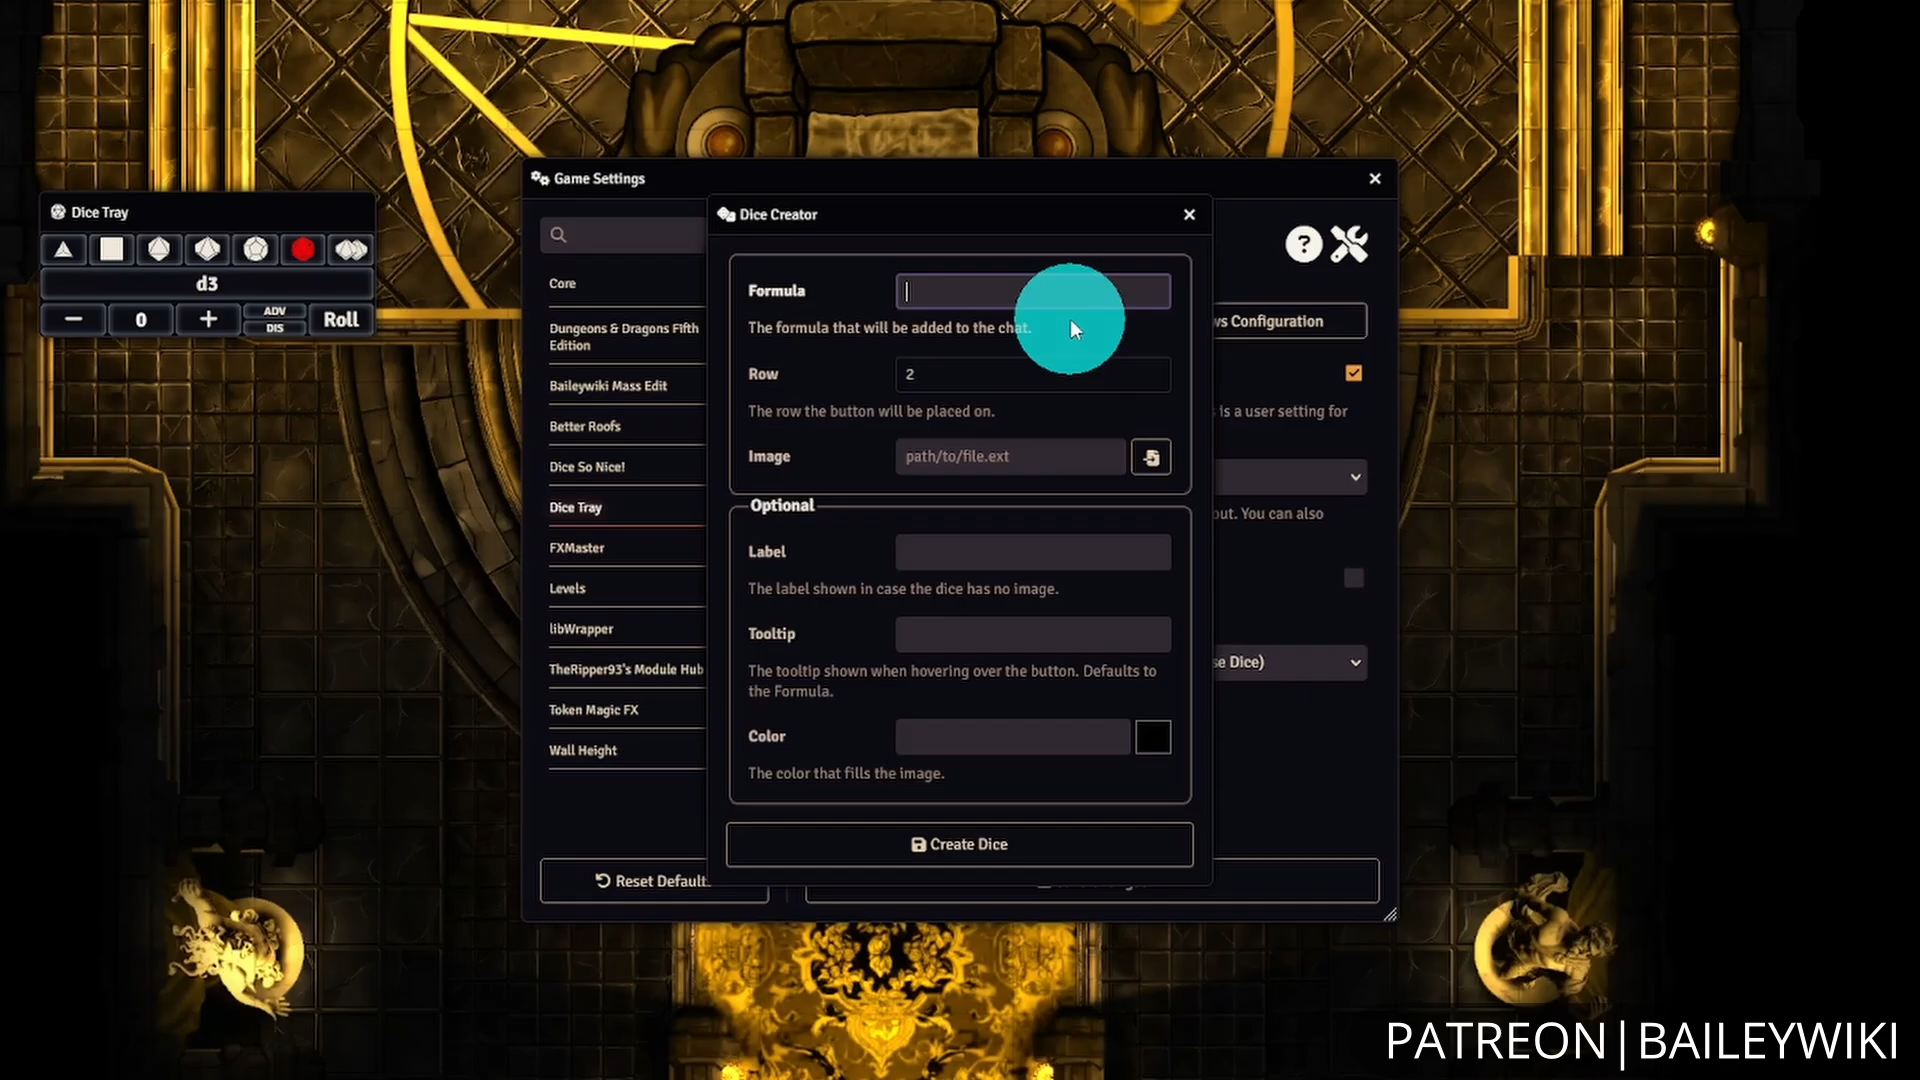 Game Settings
Dice Tray
Dice Creator
d3
0
ADV
DIS
Roll
Core
Dungeons & Dragons Fifth
Edition
Baileywiki Mass Edit
Better Roofs
Dice So Nice!
Dice Tray
FXMaster
Levels
libWrapper
TheRipper93's Module Hub
Token Magic FX
Wall Height
Reset Default
Formula
The formula that will be added to the chat.
Row
2
The row the button will be placed on.
Image
path/to/file.ext
Optional
Label
The label shown in case the dice has no image.
Tooltip
The tooltip shown when hovering over the button. Defaults to
the Formula.
Color
The color that fills the image.
Create Dice
?
ws Configuration
is a user setting for
out. You can also
se Dice)
PATREON|BAILEYWIKI